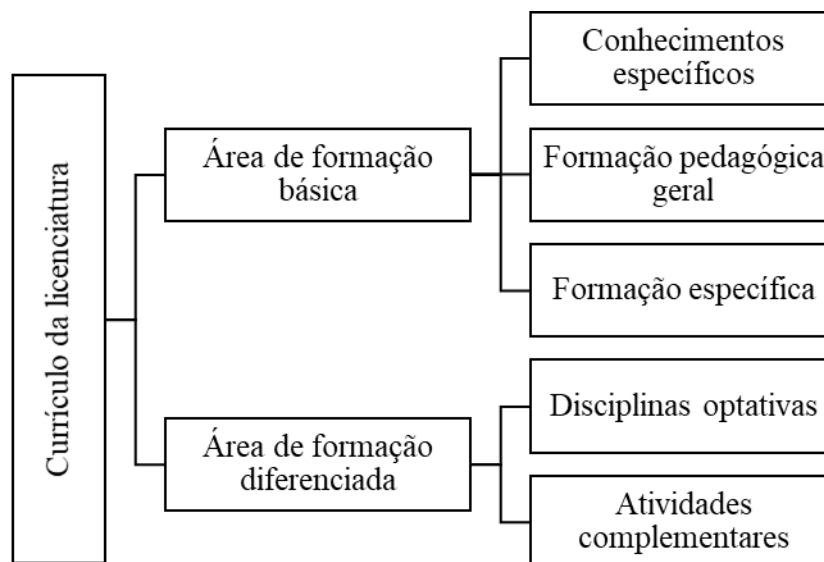 Currículo da licenciatura
Área de formação
básica
Conhecimentos
específicos
Formação pedagógica
geral
Formação específica
Área de formação
diferenciada
Disciplinas optativas
Atividades
complementares